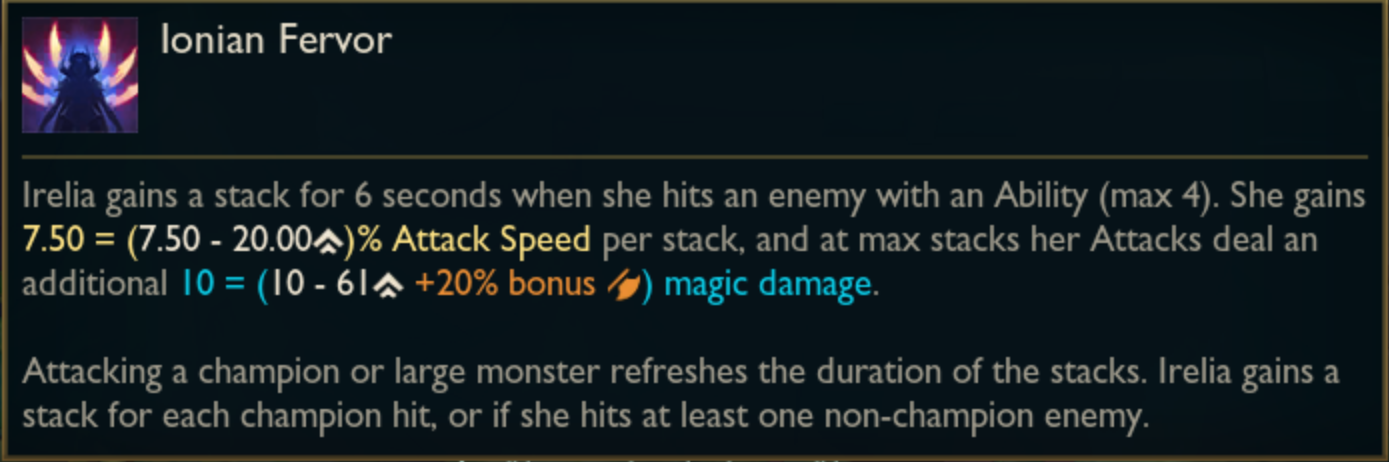 Ionian Fervor
Irelia gains a stack for 6 seconds when she hits an enemy with an Ability (max 4). She gains
7.50 = (7.50 - 20.00)% Attack Speed per stack, and at max stacks her Attacks deal an
additional 10 = (10 - 61 +20% bonus ) magic damage.
Attacking a champion or large monster refreshes the duration of the stacks. Irelia gains a
stack for each champion hit, or if she hits at least one non-champion enemy.